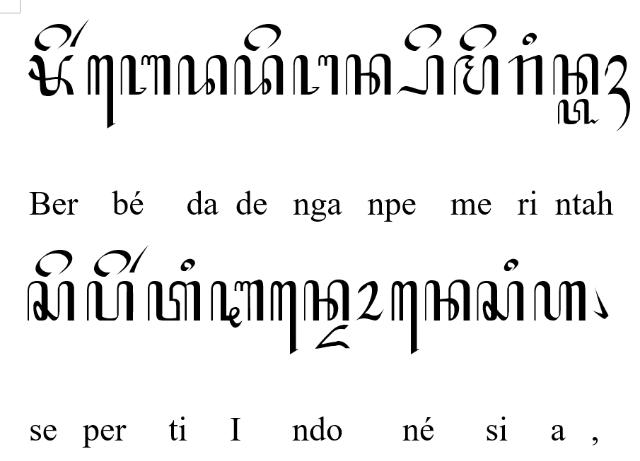 ꦨꦼꦂꦧꦺꦢꦢꦼꦔꦤ꧀ꦥꦼꦩꦼꦫꦶꦤ꧀ꦠꦃ
Ber bé da de nga npe me ri ntah
ꦱꦼꦥꦼꦂꦠꦶꦆꦤ꧀ꦢꦺꦴꦤꦺꦱꦶꦲ꧈
se per ti I ndo né si a ,